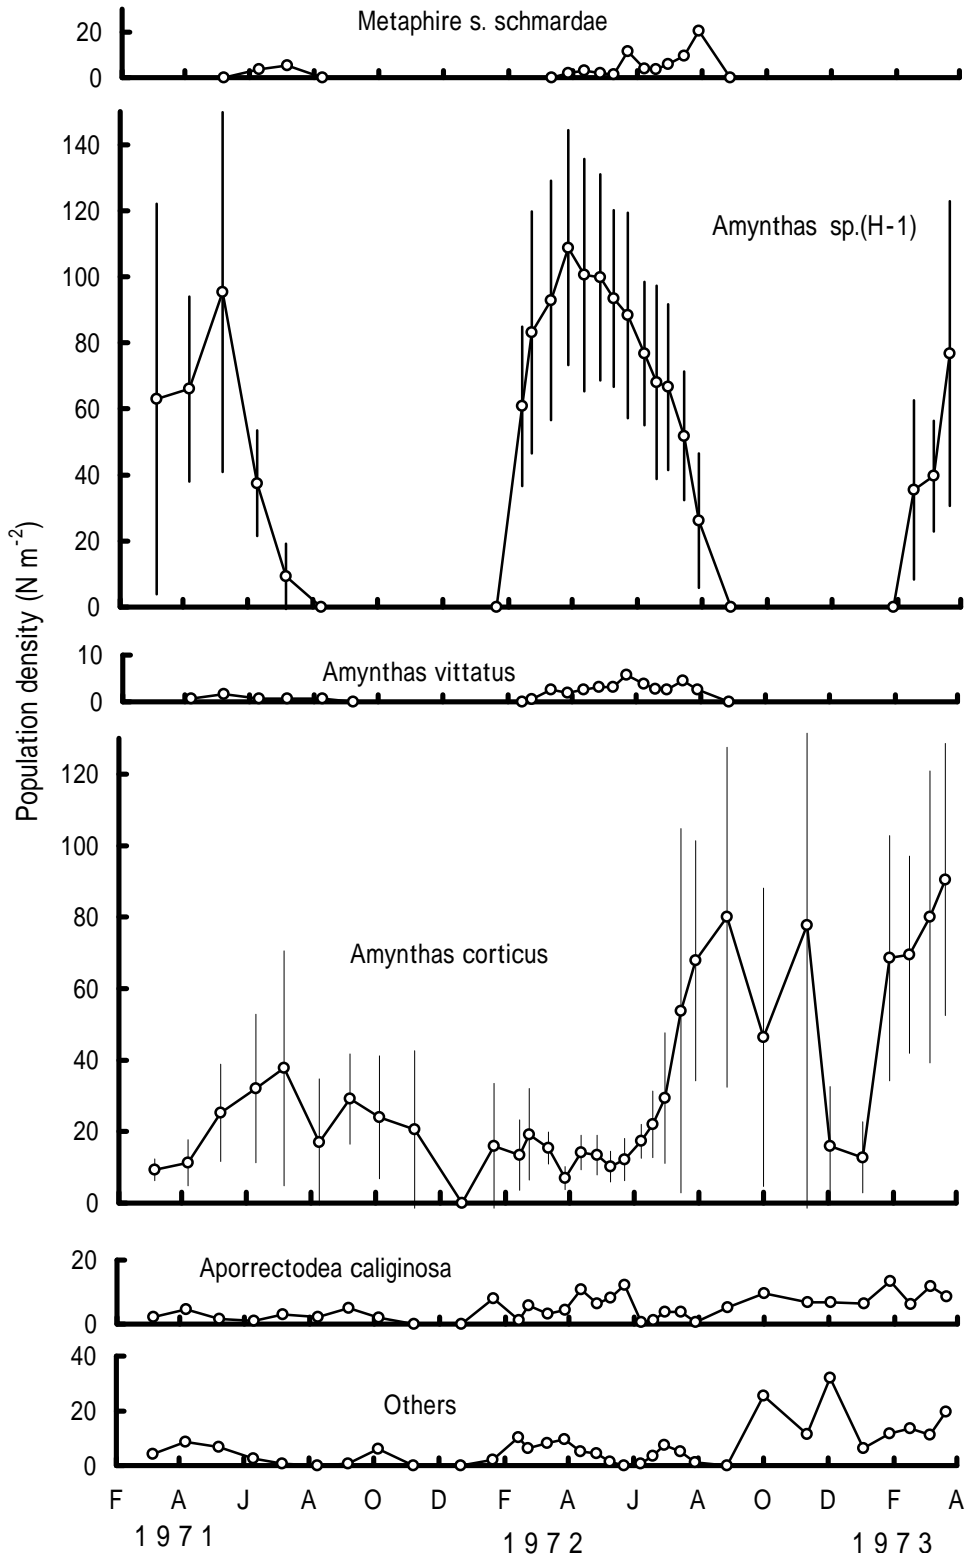 Metaphire s. schmardae
20
0
140
120
100
80
60
40
20
0
Amynthas sp.(H-1)
Population density (N m-2)
10
0
Amynthas vittatus
120
100
80
60
40
20
0
Amynthas corticus
20
0
Aporrectodea caliginosa
40
20
0
Others
F A J A O D F A J A O D F A
1971 1972 1973